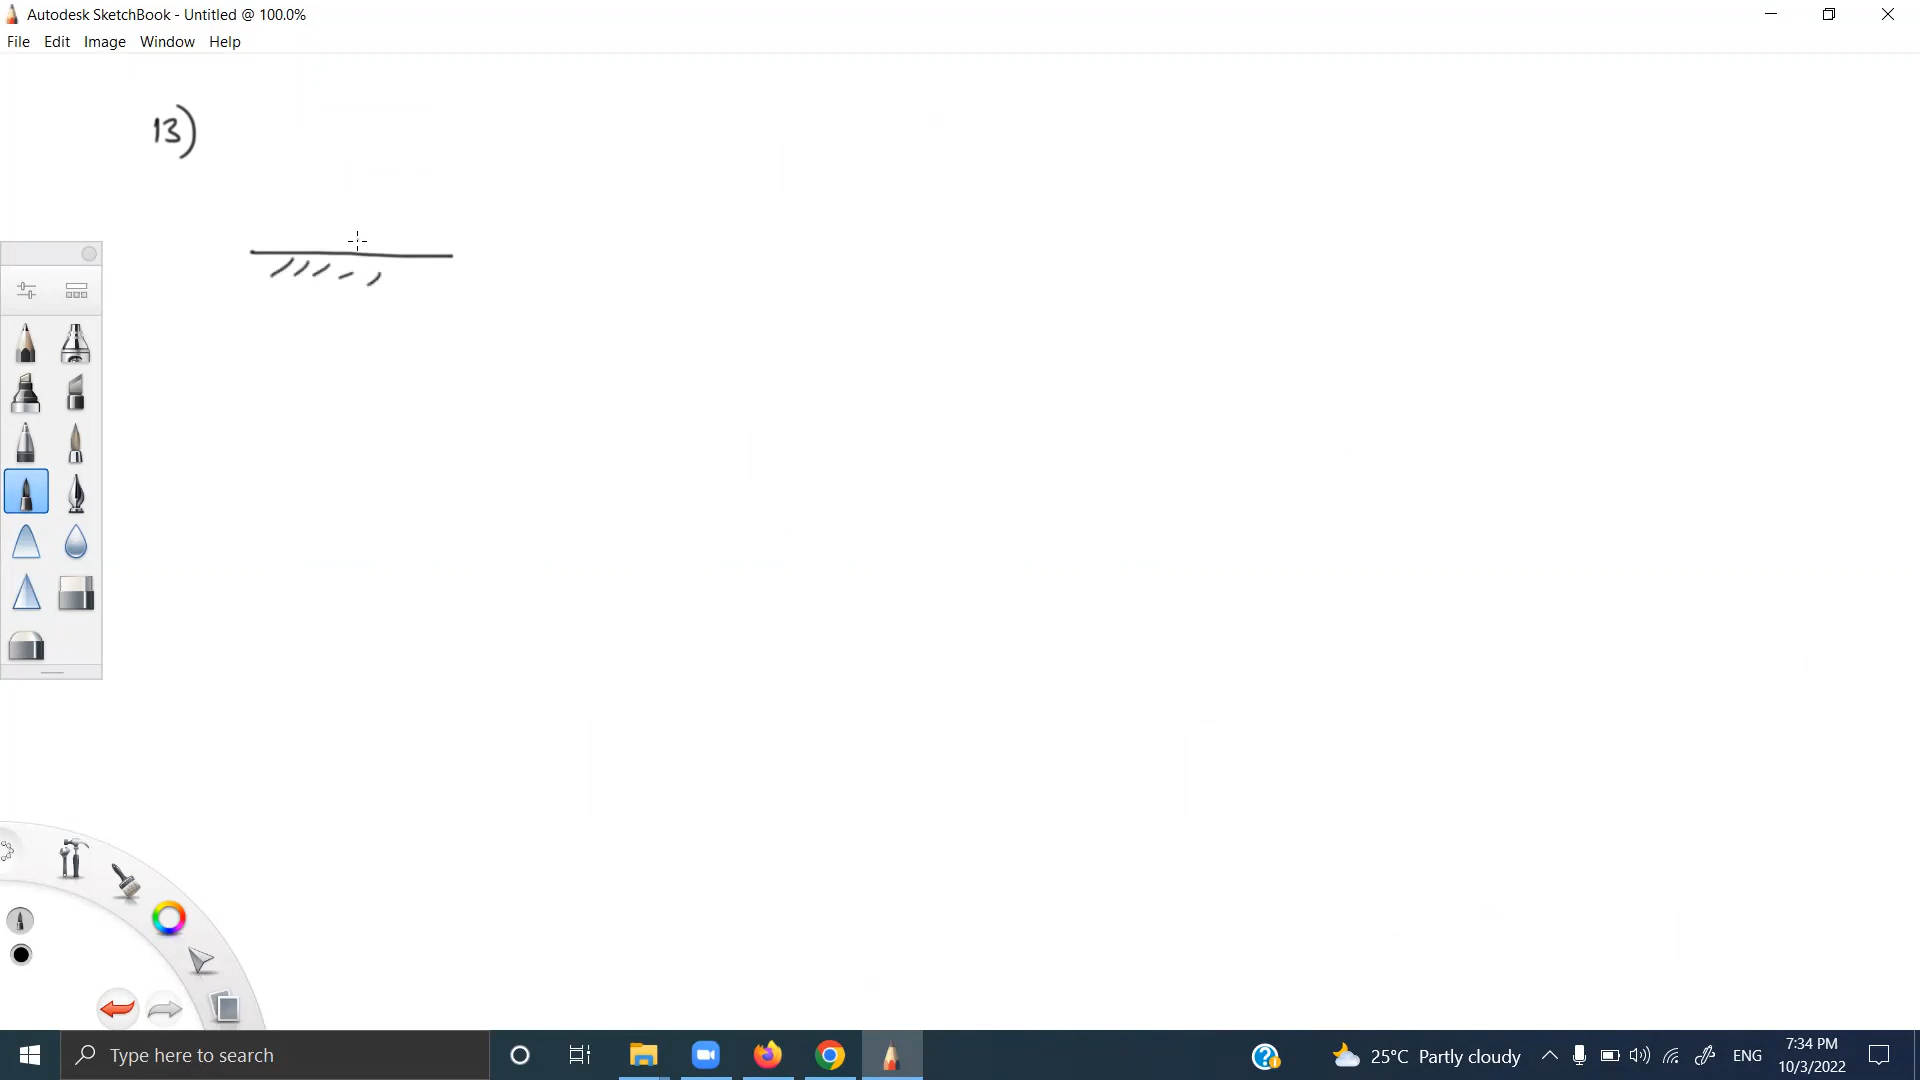 Autodesk SketchBook - Untitled @ 100.0%
File Edit Image Window Help
13)
Type here to search
25°C Partly cloudy
ENG
7:34 PM
10/3/2022